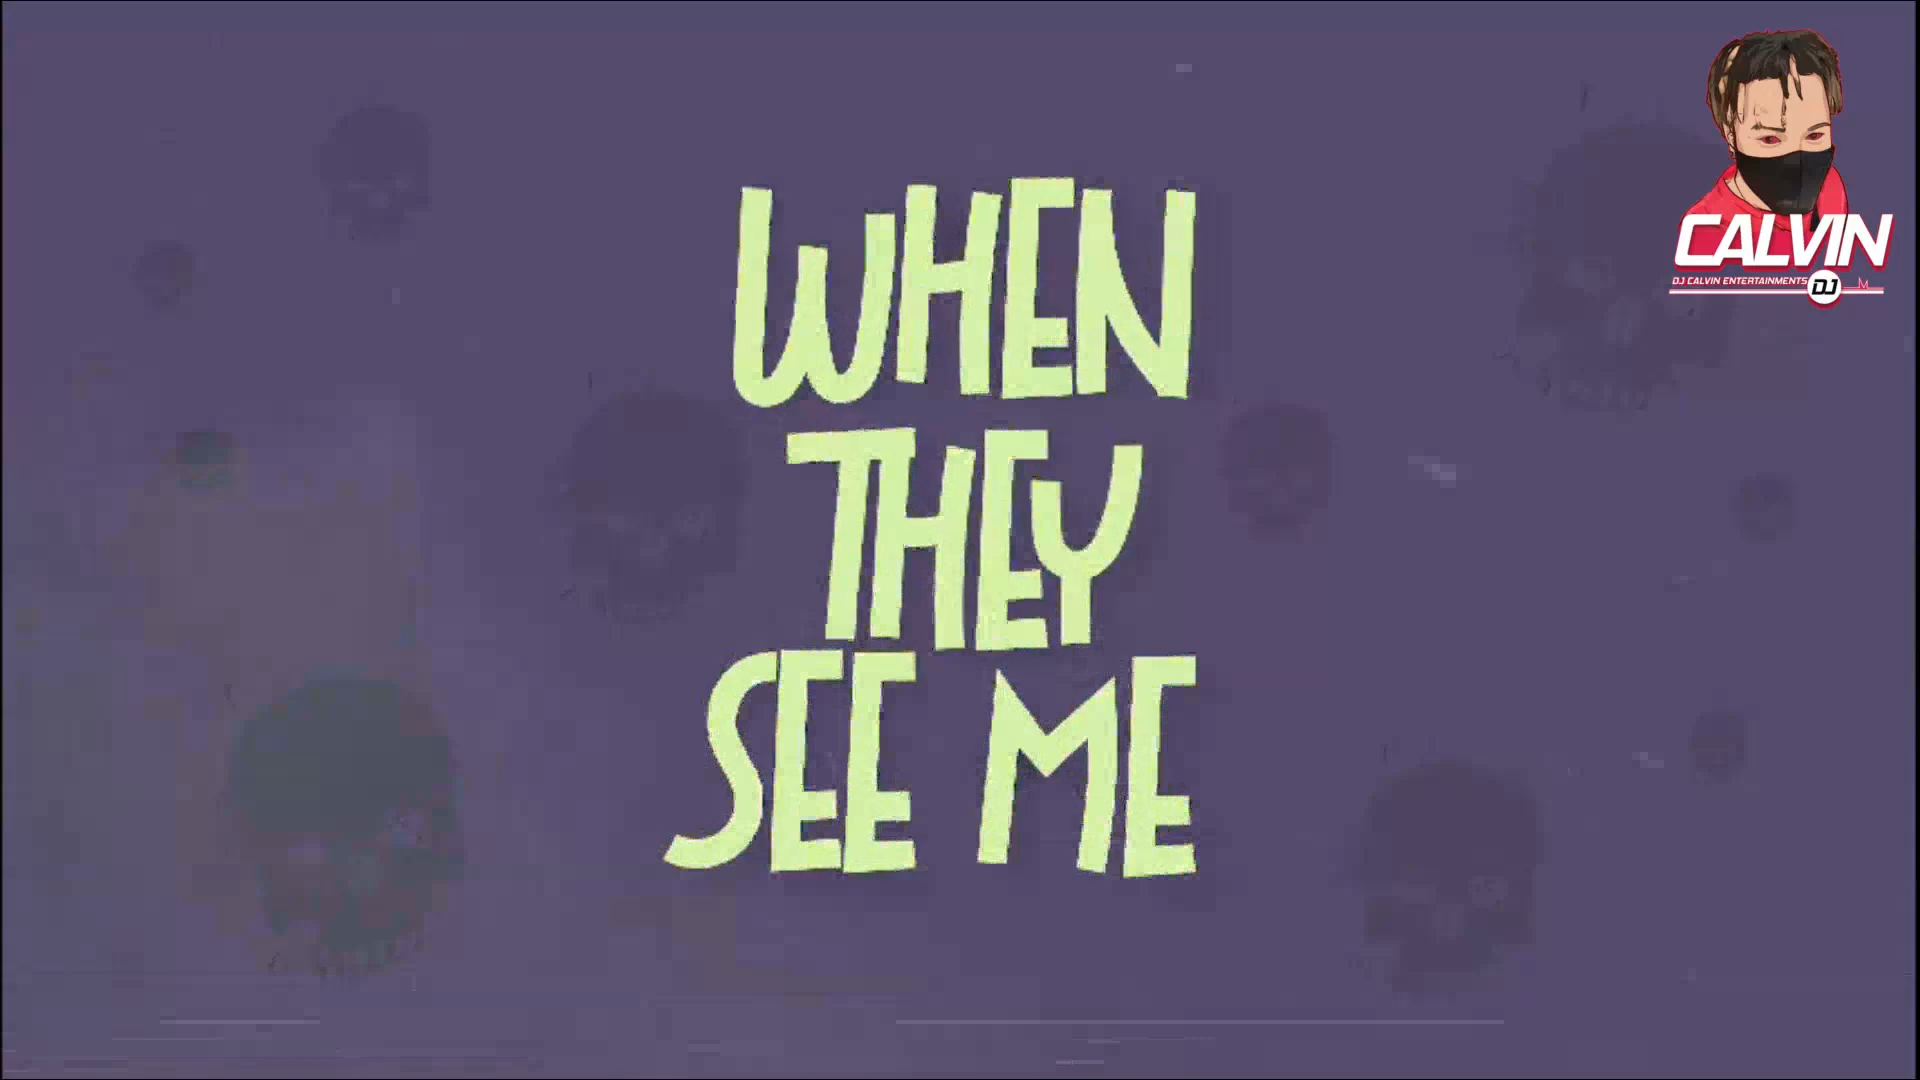 WHEN
THEY
SEE ME
CALVIN
DJ CALVIN ENTERTAINMENTS
DJ